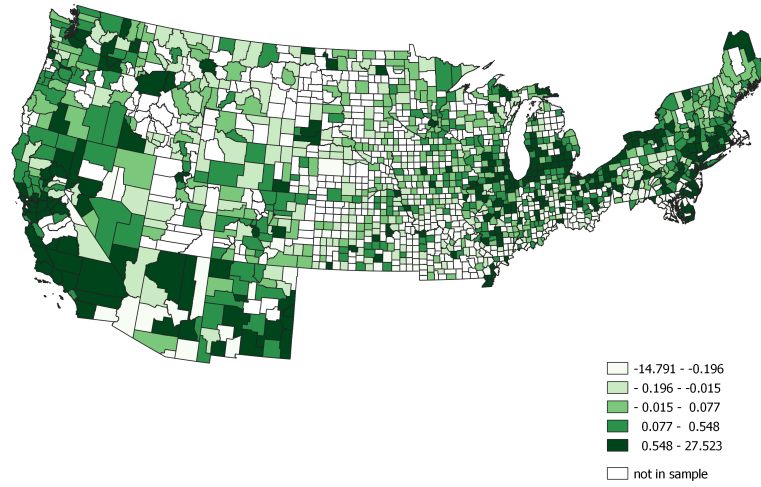 -14.791 - -0.196
- 0.196 - -0.015
- 0.015 - 0.077
0.077 - 0.548
0.548 - 27.523
not in sample